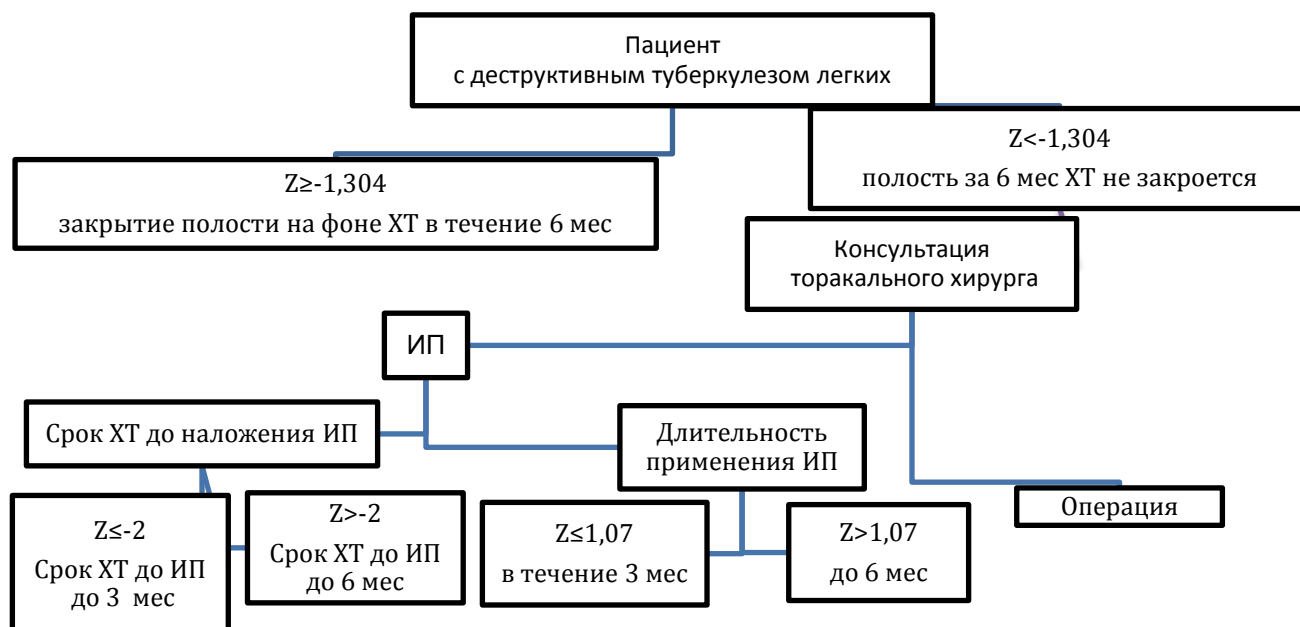 Пациент
с деструктивным туберкулезом легких
Z<-1,304
полость за 6 мес ХТ не закроется
Z≥-1,304
закрытие полости на фоне ХТ в течение 6 мес
Консультация
торакального хирурга
ИП
Срок ХТ до наложения ИП
Длительность
применения ИП
Z≤-2
Срок ХТ до ИП
до 3 мес
Z>-2
Срок ХТ до ИП
до 6 мес
Z≤1,07
в течение 3 мес
Z>1,07
до 6 мес
Операция